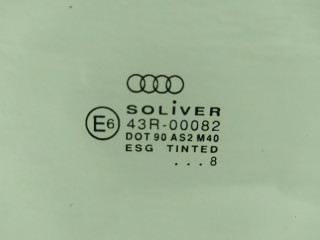 SOLiVER
E6 43R-00082
DOT 90 AS2 M40
ESG TINTED
...8